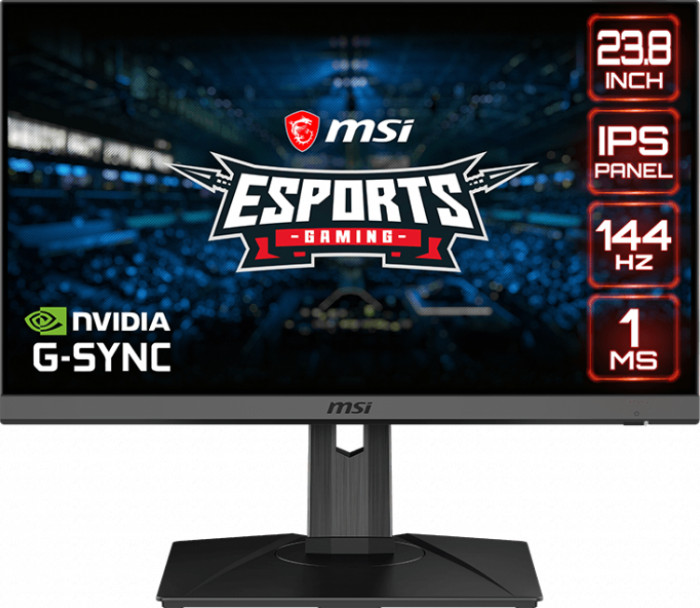 msi
ESPORTS
- GAMING -
NVIDIA
G-SYNC
23.8
INCH
IPS
PANEL
144
HZ
1
MS
msi